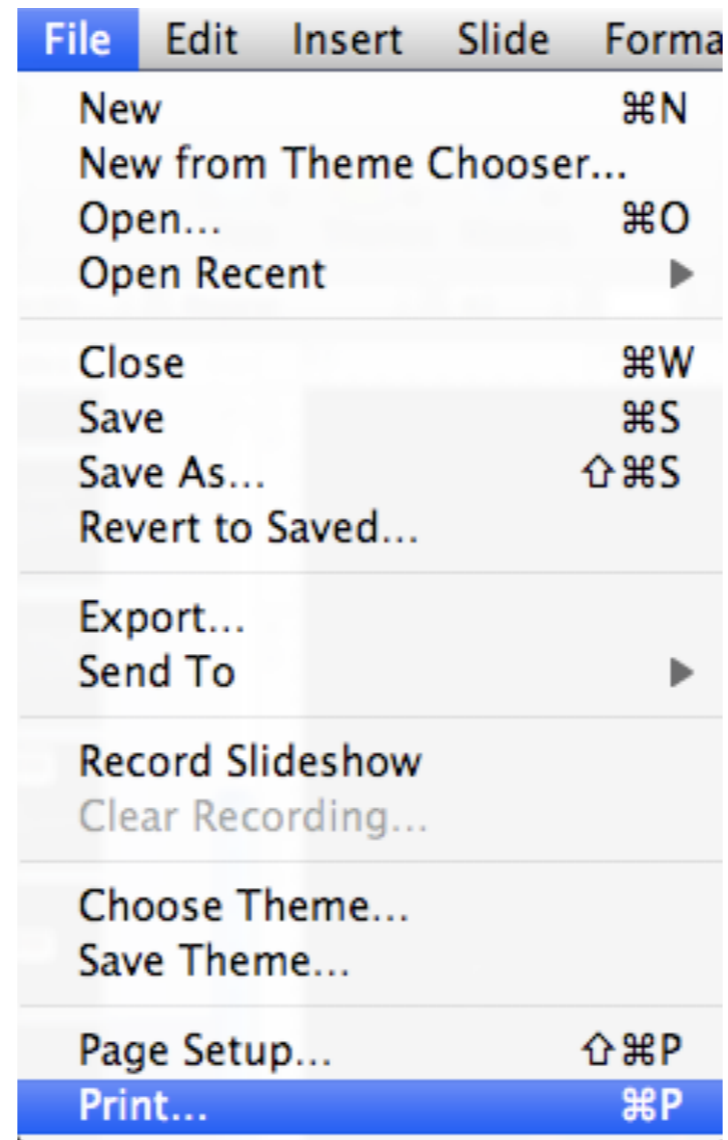 File Edit Insert Slide Forma
New ⌘N
New from Theme Chooser...
Open... ⌘O
Open Recent ▶
Close ⌘W
Save ⌘S
Save As... ⇧⌘S
Revert to Saved...
Export...
Send To ▶
Record Slideshow
Clear Recording...
Choose Theme...
Save Theme...
Page Setup... ⇧⌘P
Print... ⌘P